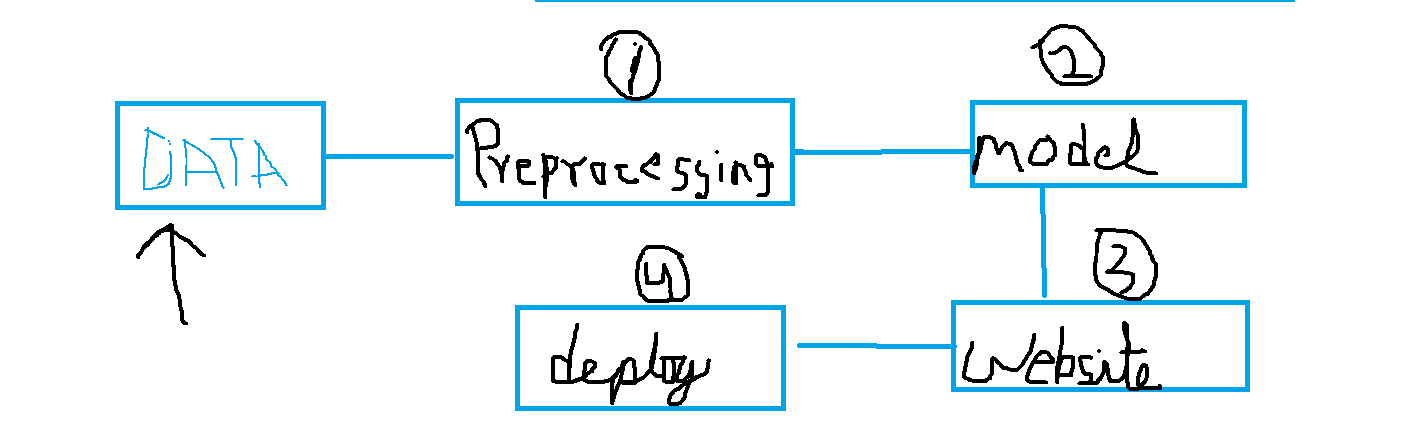 1
2
DATA
Preprocessing
model
4
3
deploy
website